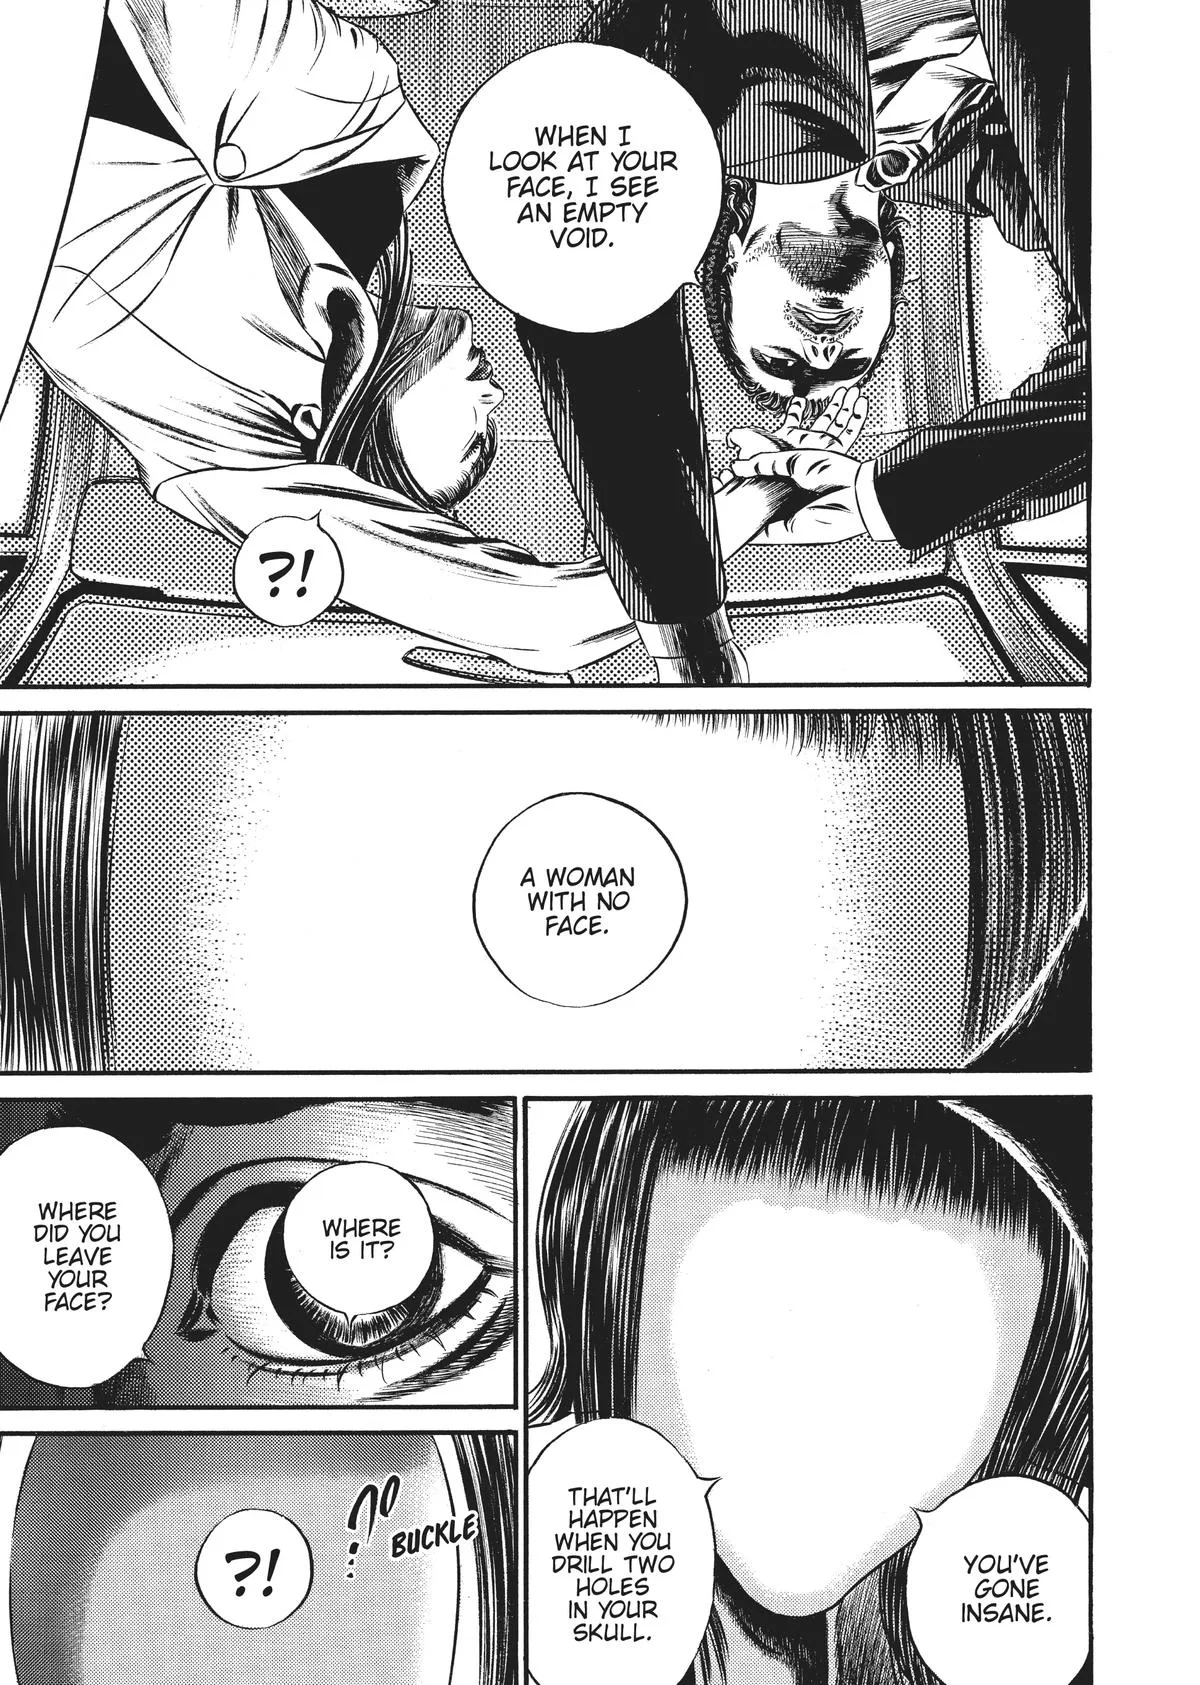 WHEN I
LOOK AT YOUR
FACE, I SEE
AN EMPTY
VOID.
?!
A WOMAN
WITH NO
FACE.
YOU'VE
GONE
INSANE.
THAT'LL
HAPPEN
WHEN YOU
DRILL TWO
HOLES
IN YOUR
SKULL.
WHERE
IS IT?
WHERE
DID YOU
LEAVE
YOUR
FACE?
BUCKLE
?!